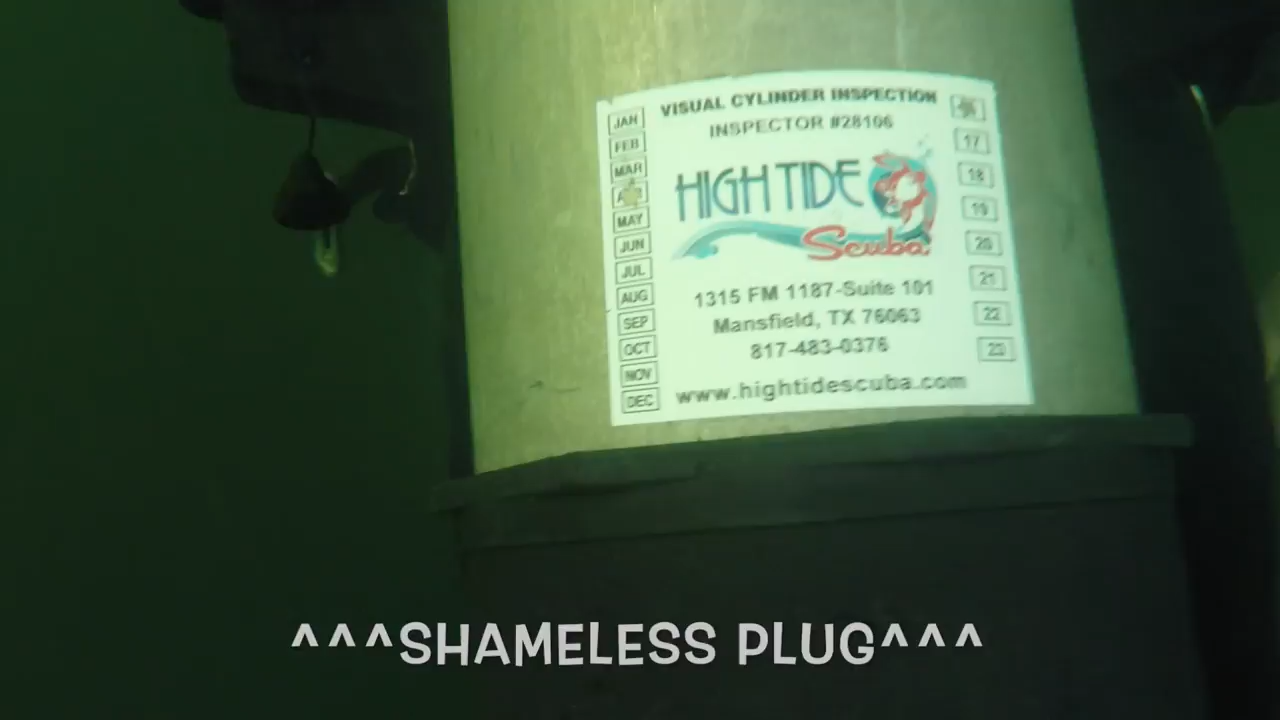 VISUAL CYLINDER INSPECTION
INSPECTOR #28106
HIGH TIDE
Scuba
1315 FM 1187-Suite 101
Mansfield, TX 76063
817-483-0376
www.hightidescuba.com
JAN
FEB
MAR
MAY
JUN
JUL
AUG
SEP
OCT
NOV
DEC
17
18
19
20
21
22
23
^^^SHAMELESS PLUG^^^